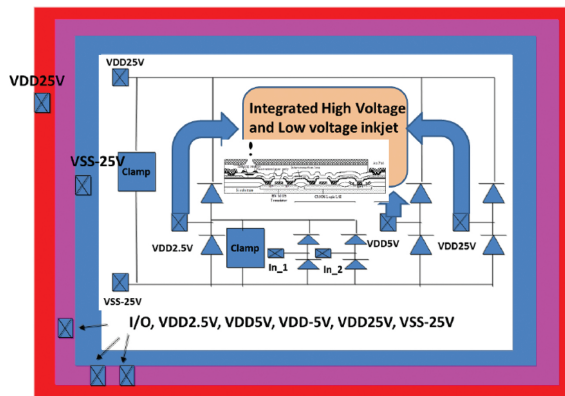 VDD25V
VDD25V
VSS-25V
Integrated High Voltage
and Low voltage inkjet
Clamp
VDD2.5V
Clamp
VDD5V
VDD25V
In_1
In_2
VSS-25V
I/O, VDD2.5V, VDD5V, VDD-5V, VDD25V, VSS-25V